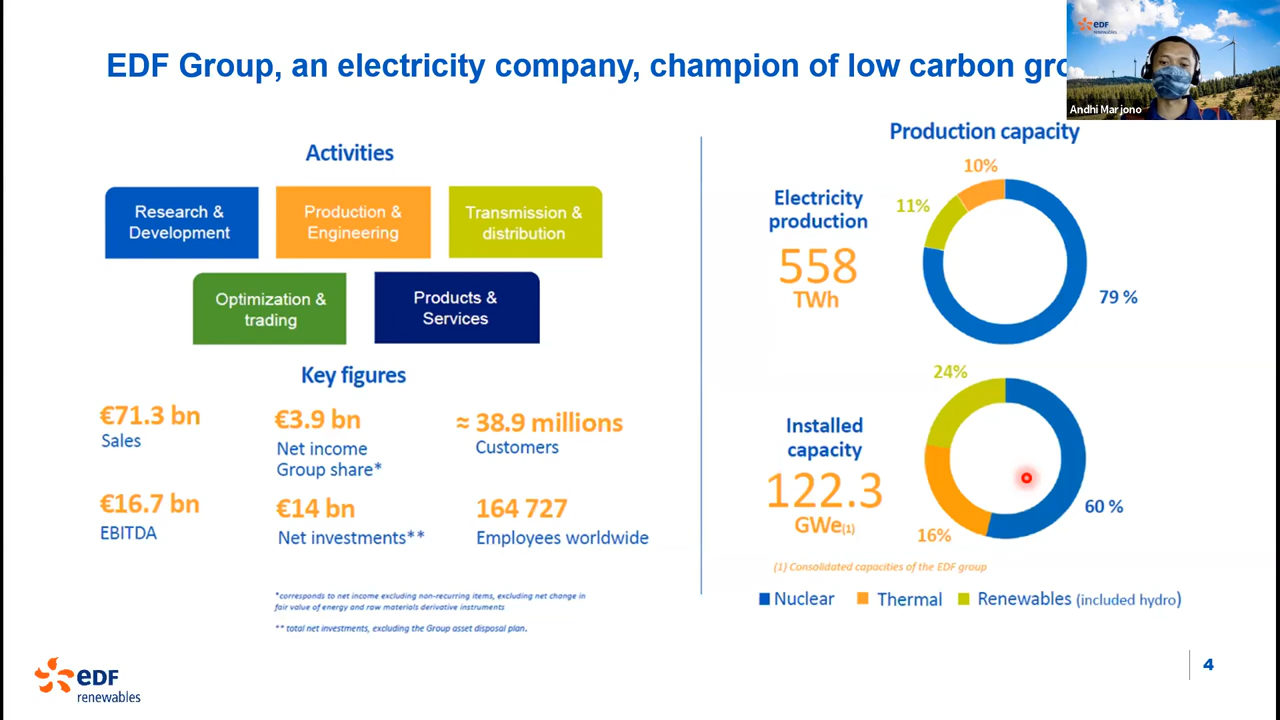 EDF Group, an electricity company, champion of low carbon gro
edf
renewables
Andhi Marjono
Activities
Research &
Development
Production &
Engineering
Transmission &
distribution
Optimization &
trading
Products &
Services
Key figures
€71.3 bn
Sales
€3.9 bn
Net income
Group share*
≈ 38.9 millions
Customers
€16.7 bn
EBITDA
€14 bn
Net investments**
164 727
Employees worldwide
*corresponds to net income excluding non-recurring items, excluding net change in
fair value of energy and raw materials derivative instruments
** total net investments, excluding the Group asset disposal plan.
Production capacity
Electricity
production
558
TWh
10%
11%
79 %
Installed
capacity
122.3
GWe(1)
24%
16%
60 %
(1) Consolidated capacities of the EDF group
Nuclear Thermal Renewables (included hydro)
edf
renewables
4